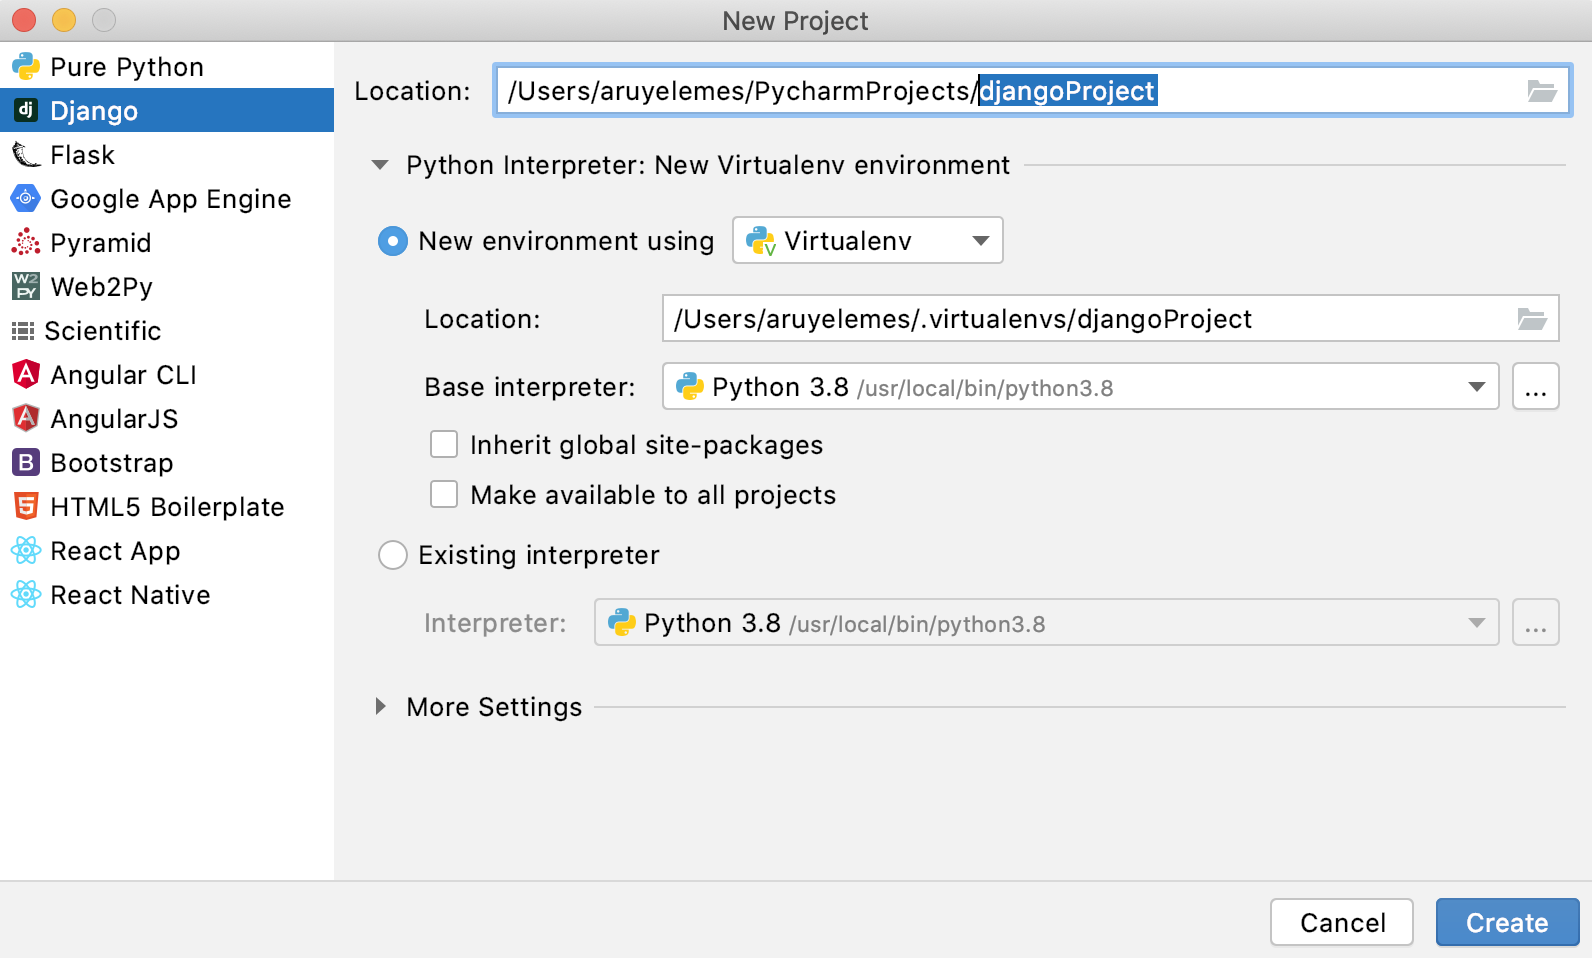 New Project
Pure Python
dj Django
Flask
Google App Engine
Pyramid
W2PY Web2Py
Scientific
A Angular CLI
A AngularJS
B Bootstrap
5 HTML5 Boilerplate
React App
React Native
Location: /Users/aruyelemes/PycharmProjects/djangoProject
Python Interpreter: New Virtualenv environment
New environment using V Virtualenv
Location: /Users/aruyelemes/.virtualenvs/djangoProject
Base interpreter: Python 3.8 /usr/local/bin/python3.8 ...
Inherit global site-packages
Make available to all projects
Existing interpreter
Interpreter: Python 3.8 /usr/local/bin/python3.8 ...
More Settings
Cancel Create